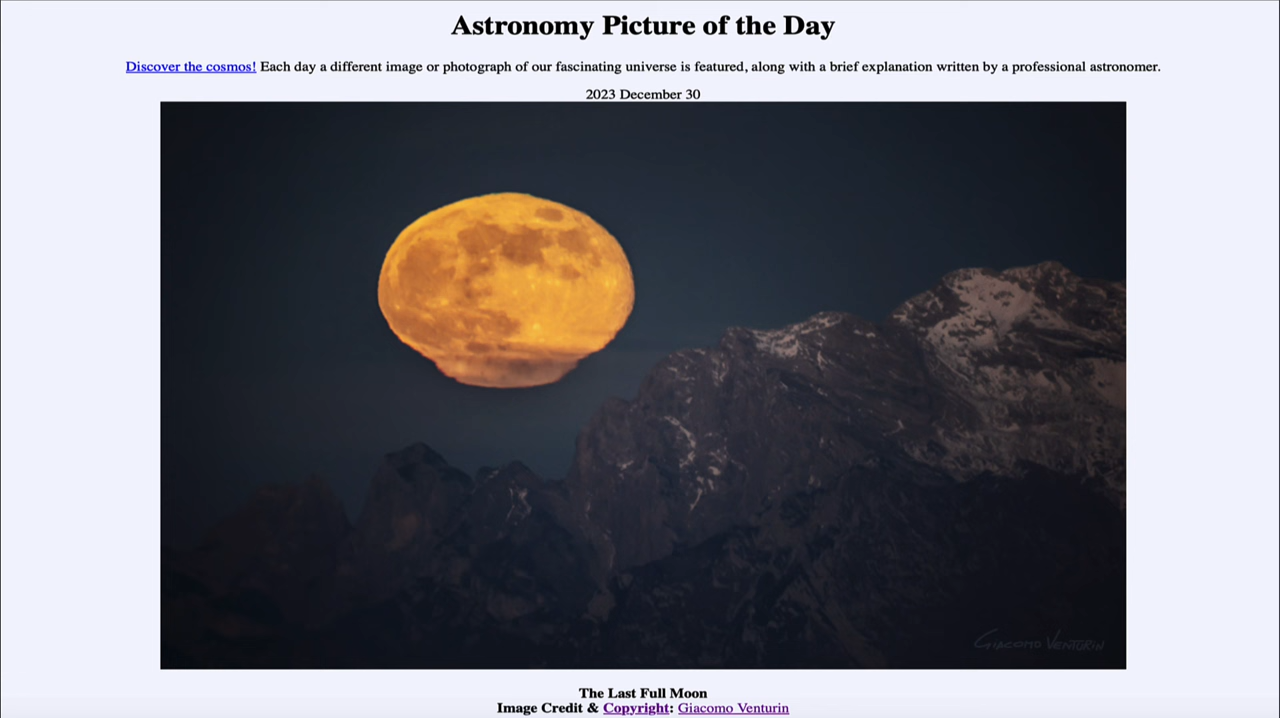 Astronomy Picture of the Day
Discover the cosmos! Each day a different image or photograph of our fascinating universe is featured, along with a brief explanation written by a professional astronomer.
2023 December 30
Giacomo Venturin
The Last Full Moon
Image Credit & Copyright: Giacomo Venturin